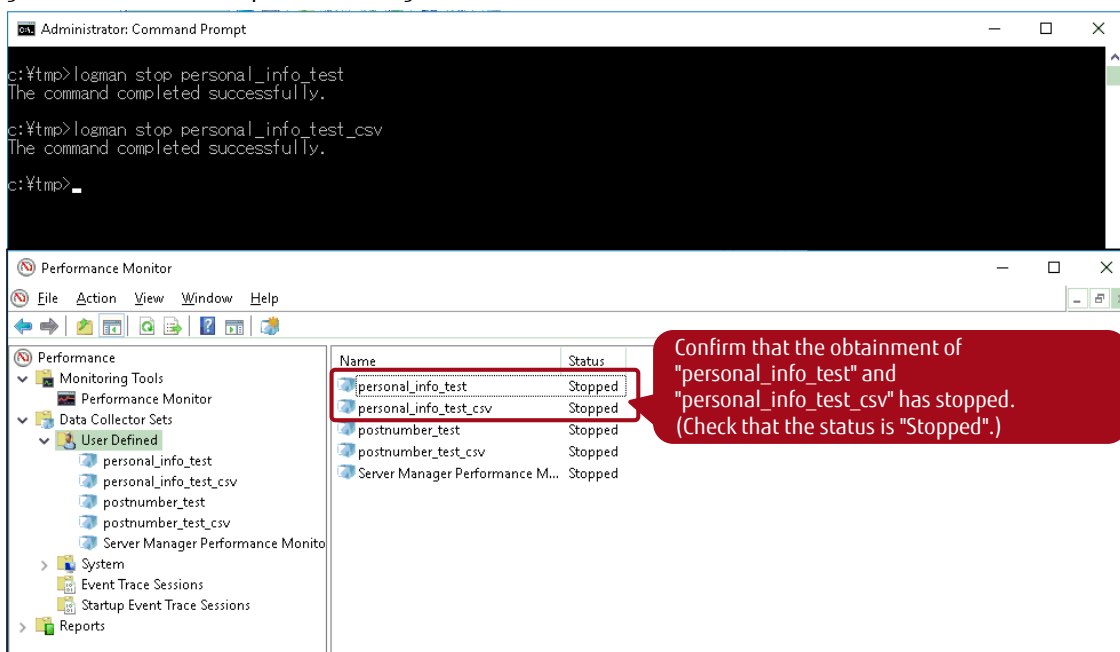 Administrator: Command Prompt
c:¥tmp>logman stop personal_info_test
The command completed successfully.
c:¥tmp>logman stop personal_info_test_csv
The command completed successfully.
c:¥tmp>
Performance Monitor
File Action View Window Help
Performance
Monitoring Tools
Performance Monitor
Data Collector Sets
User Defined
personal_info_test
personal_info_test_csv
postnumber_test
postnumber_test_csv
Server Manager Performance Monito
System
Event Trace Sessions
Startup Event Trace Sessions
Reports
Name Status
personal_info_test Stopped
personal_info_test_csv Stopped
postnumber_test Stopped
postnumber_test_csv Stopped
Server Manager Performance M... Stopped
Confirm that the obtainment of
"personal_info_test" and
"personal_info_test_csv" has stopped.
(Check that the status is "Stopped".)